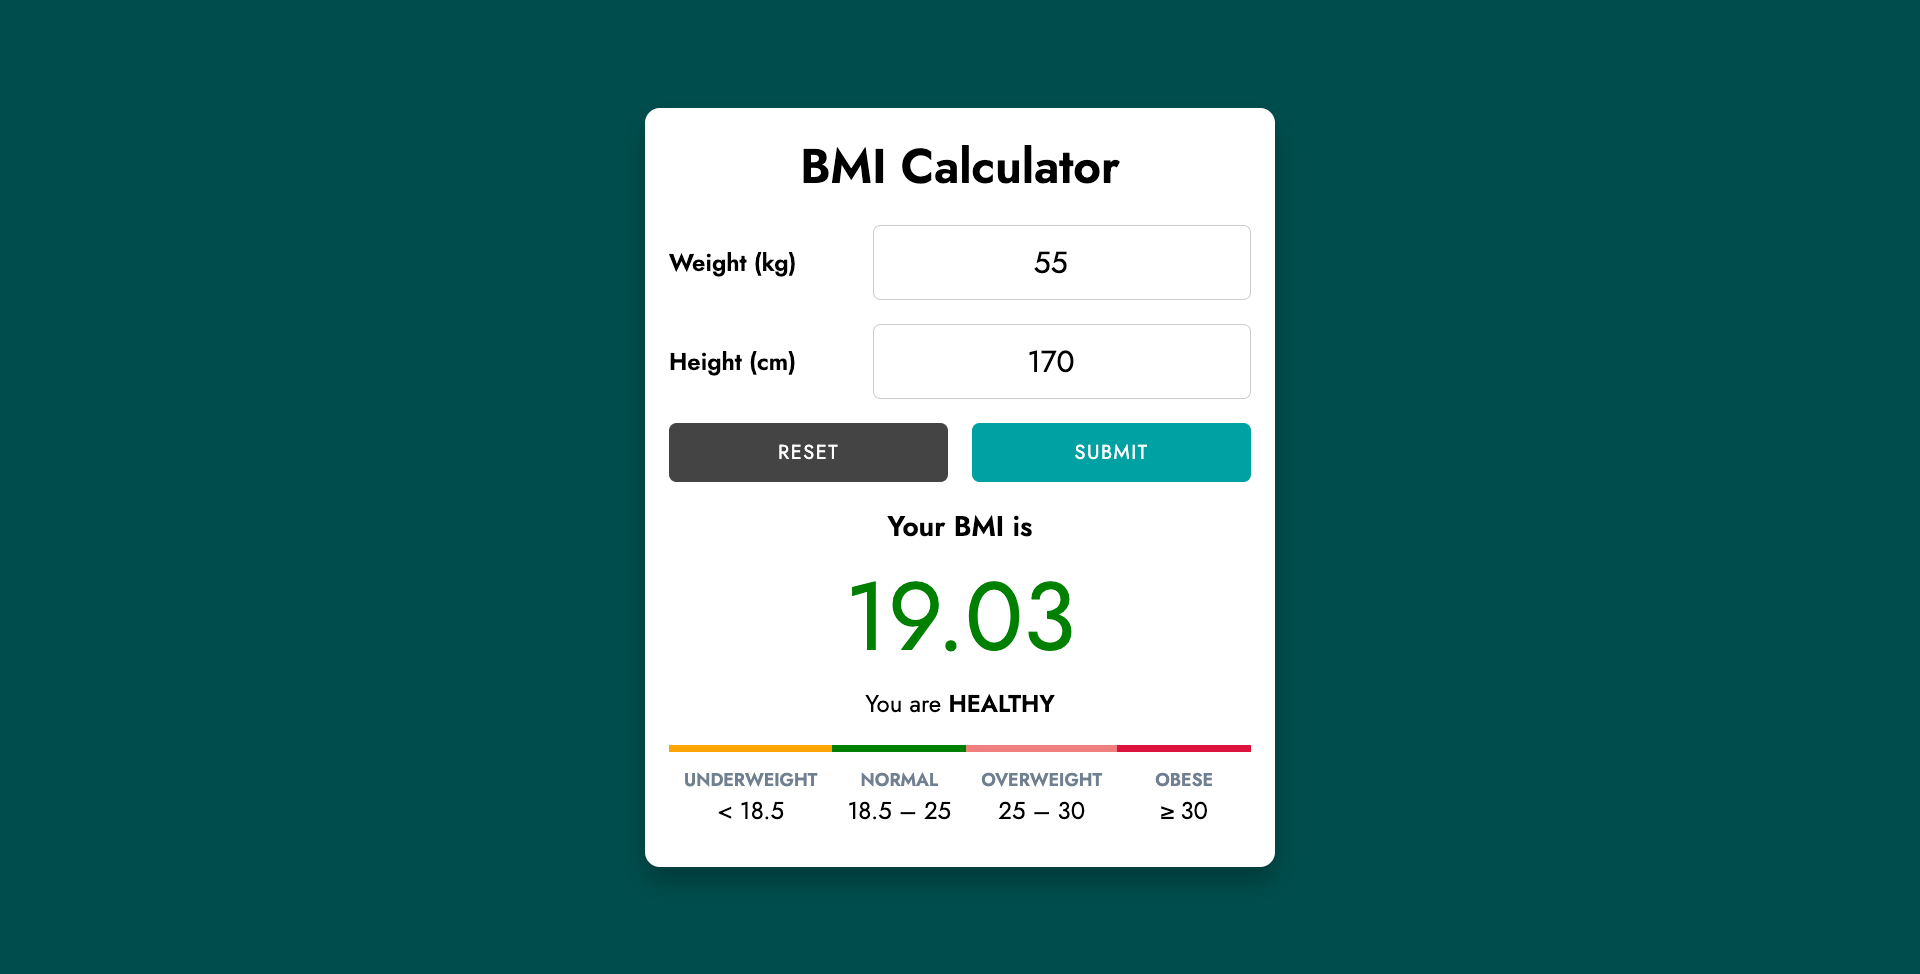 BMI Calculator
Weight (kg) 55
Height (cm) 170
RESET SUBMIT
Your BMI is
19.03
You are HEALTHY
UNDERWEIGHT NORMAL OVERWEIGHT OBESE
< 18.5 18.5 – 25 25 – 30 ≥ 30